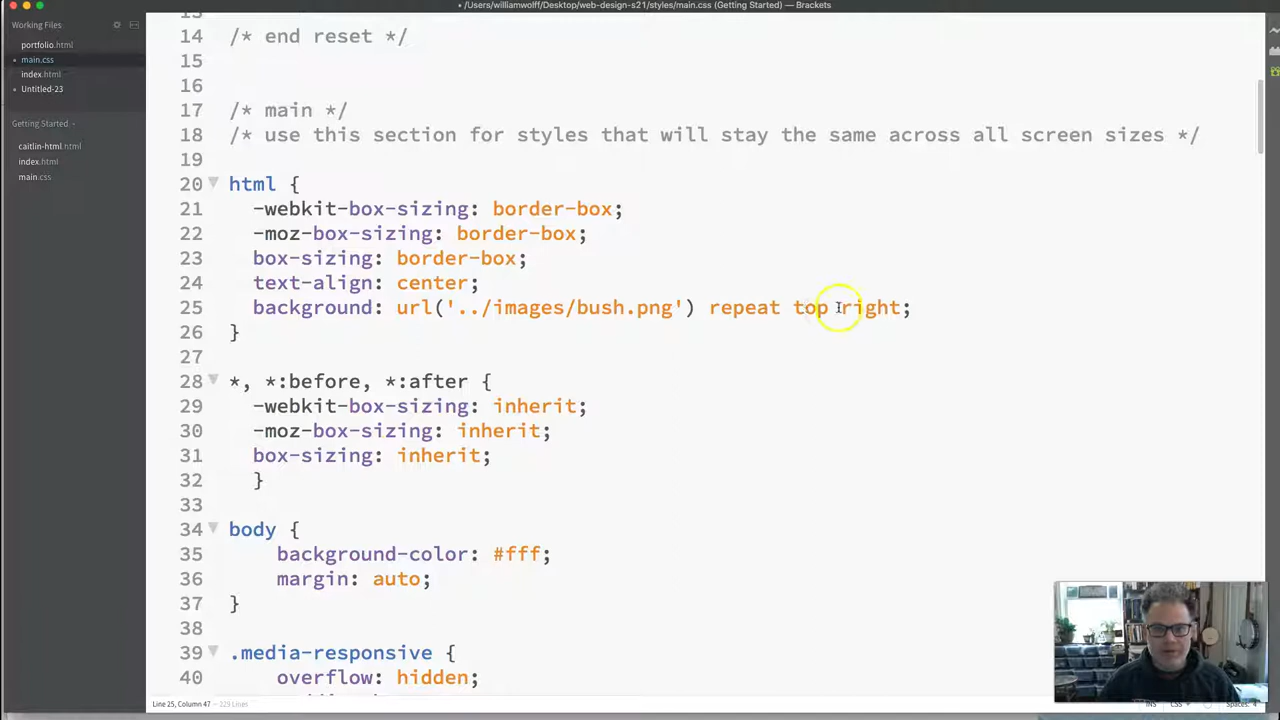 /Users/williamwolff/Desktop/web-design-s21/styles/main.css (Getting Started) — Brackets
Working Files
portfolio.html
main.css
index.html
Untitled-23
Getting Started
caitlin-html.html
index.html
main.css
14 /* end reset */
15
16
17 /* main */
18 /* use this section for styles that will stay the same across all screen sizes */
19
20 html {
21 -webkit-box-sizing: border-box;
22 -moz-box-sizing: border-box;
23 box-sizing: border-box;
24 text-align: center;
25 background: url('../images/bush.png') repeat top right;
26 }
27
28 *, *:before, *:after {
29 -webkit-box-sizing: inherit;
30 -moz-box-sizing: inherit;
31 box-sizing: inherit;
32 }
33
34 body {
35 background-color: #fff;
36 margin: auto;
37 }
38
39 .media-responsive {
40 overflow: hidden;
Line 25, Column 47 — 229 Lines
INS CSS Spaces: 4